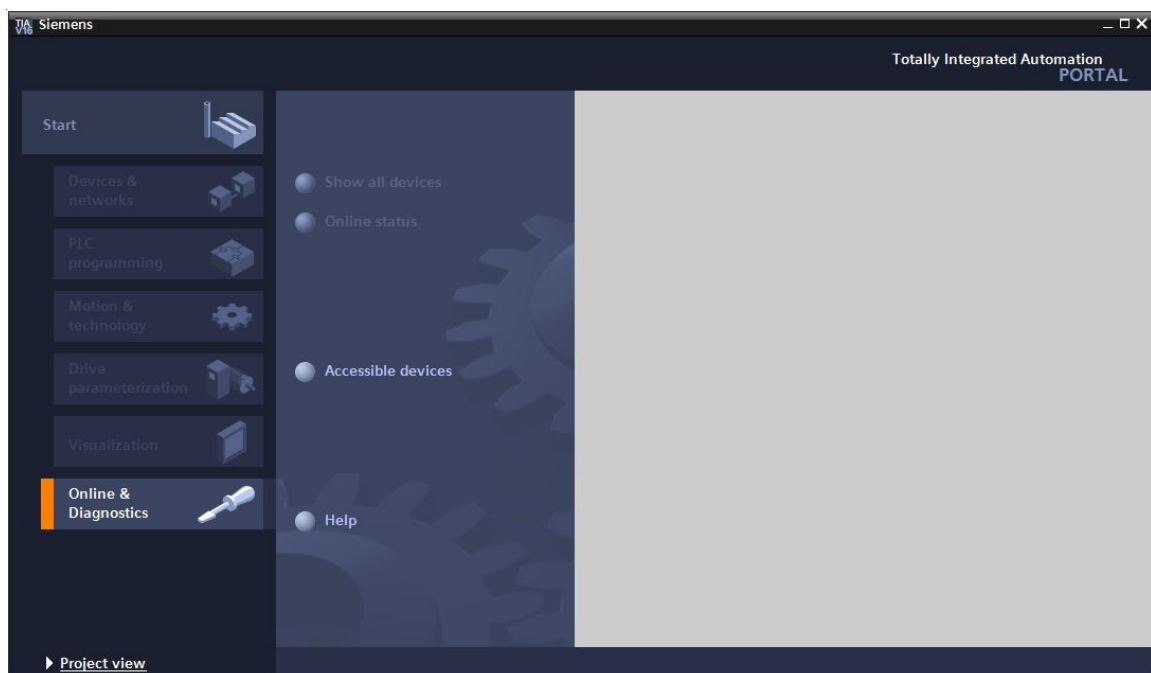 TIA
V16
Siemens
Totally Integrated Automation
PORTAL
Start
Devices &
networks
PLC
programming
Motion &
technology
Drive
parameterization
Visualization
Online &
Diagnostics
Project view
Show all devices
Online status
Accessible devices
Help